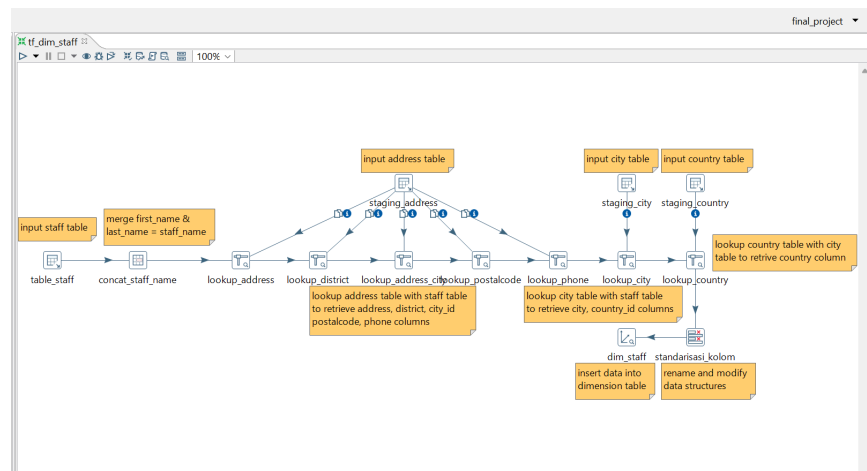 final_project
tf_dim_staff
100%
input address table
input city table
input country table
staging_address
staging_city
staging_country
input staff table
merge first_name &
last_name = staff_name
lookup country table with city
table to retrive country column
table_staff
concat_staff_name
lookup_address
lookup_district
lookup_address_city
lookup_postalcode
lookup_phone
lookup_city
lookup_country
lookup address table with staff table
to retrieve address, district, city_id
postalcode, phone columns
lookup city table with staff table
to retrieve city, country_id columns
dim_staff
standarisasi_kolom
insert data into
dimension table
rename and modify
data structures